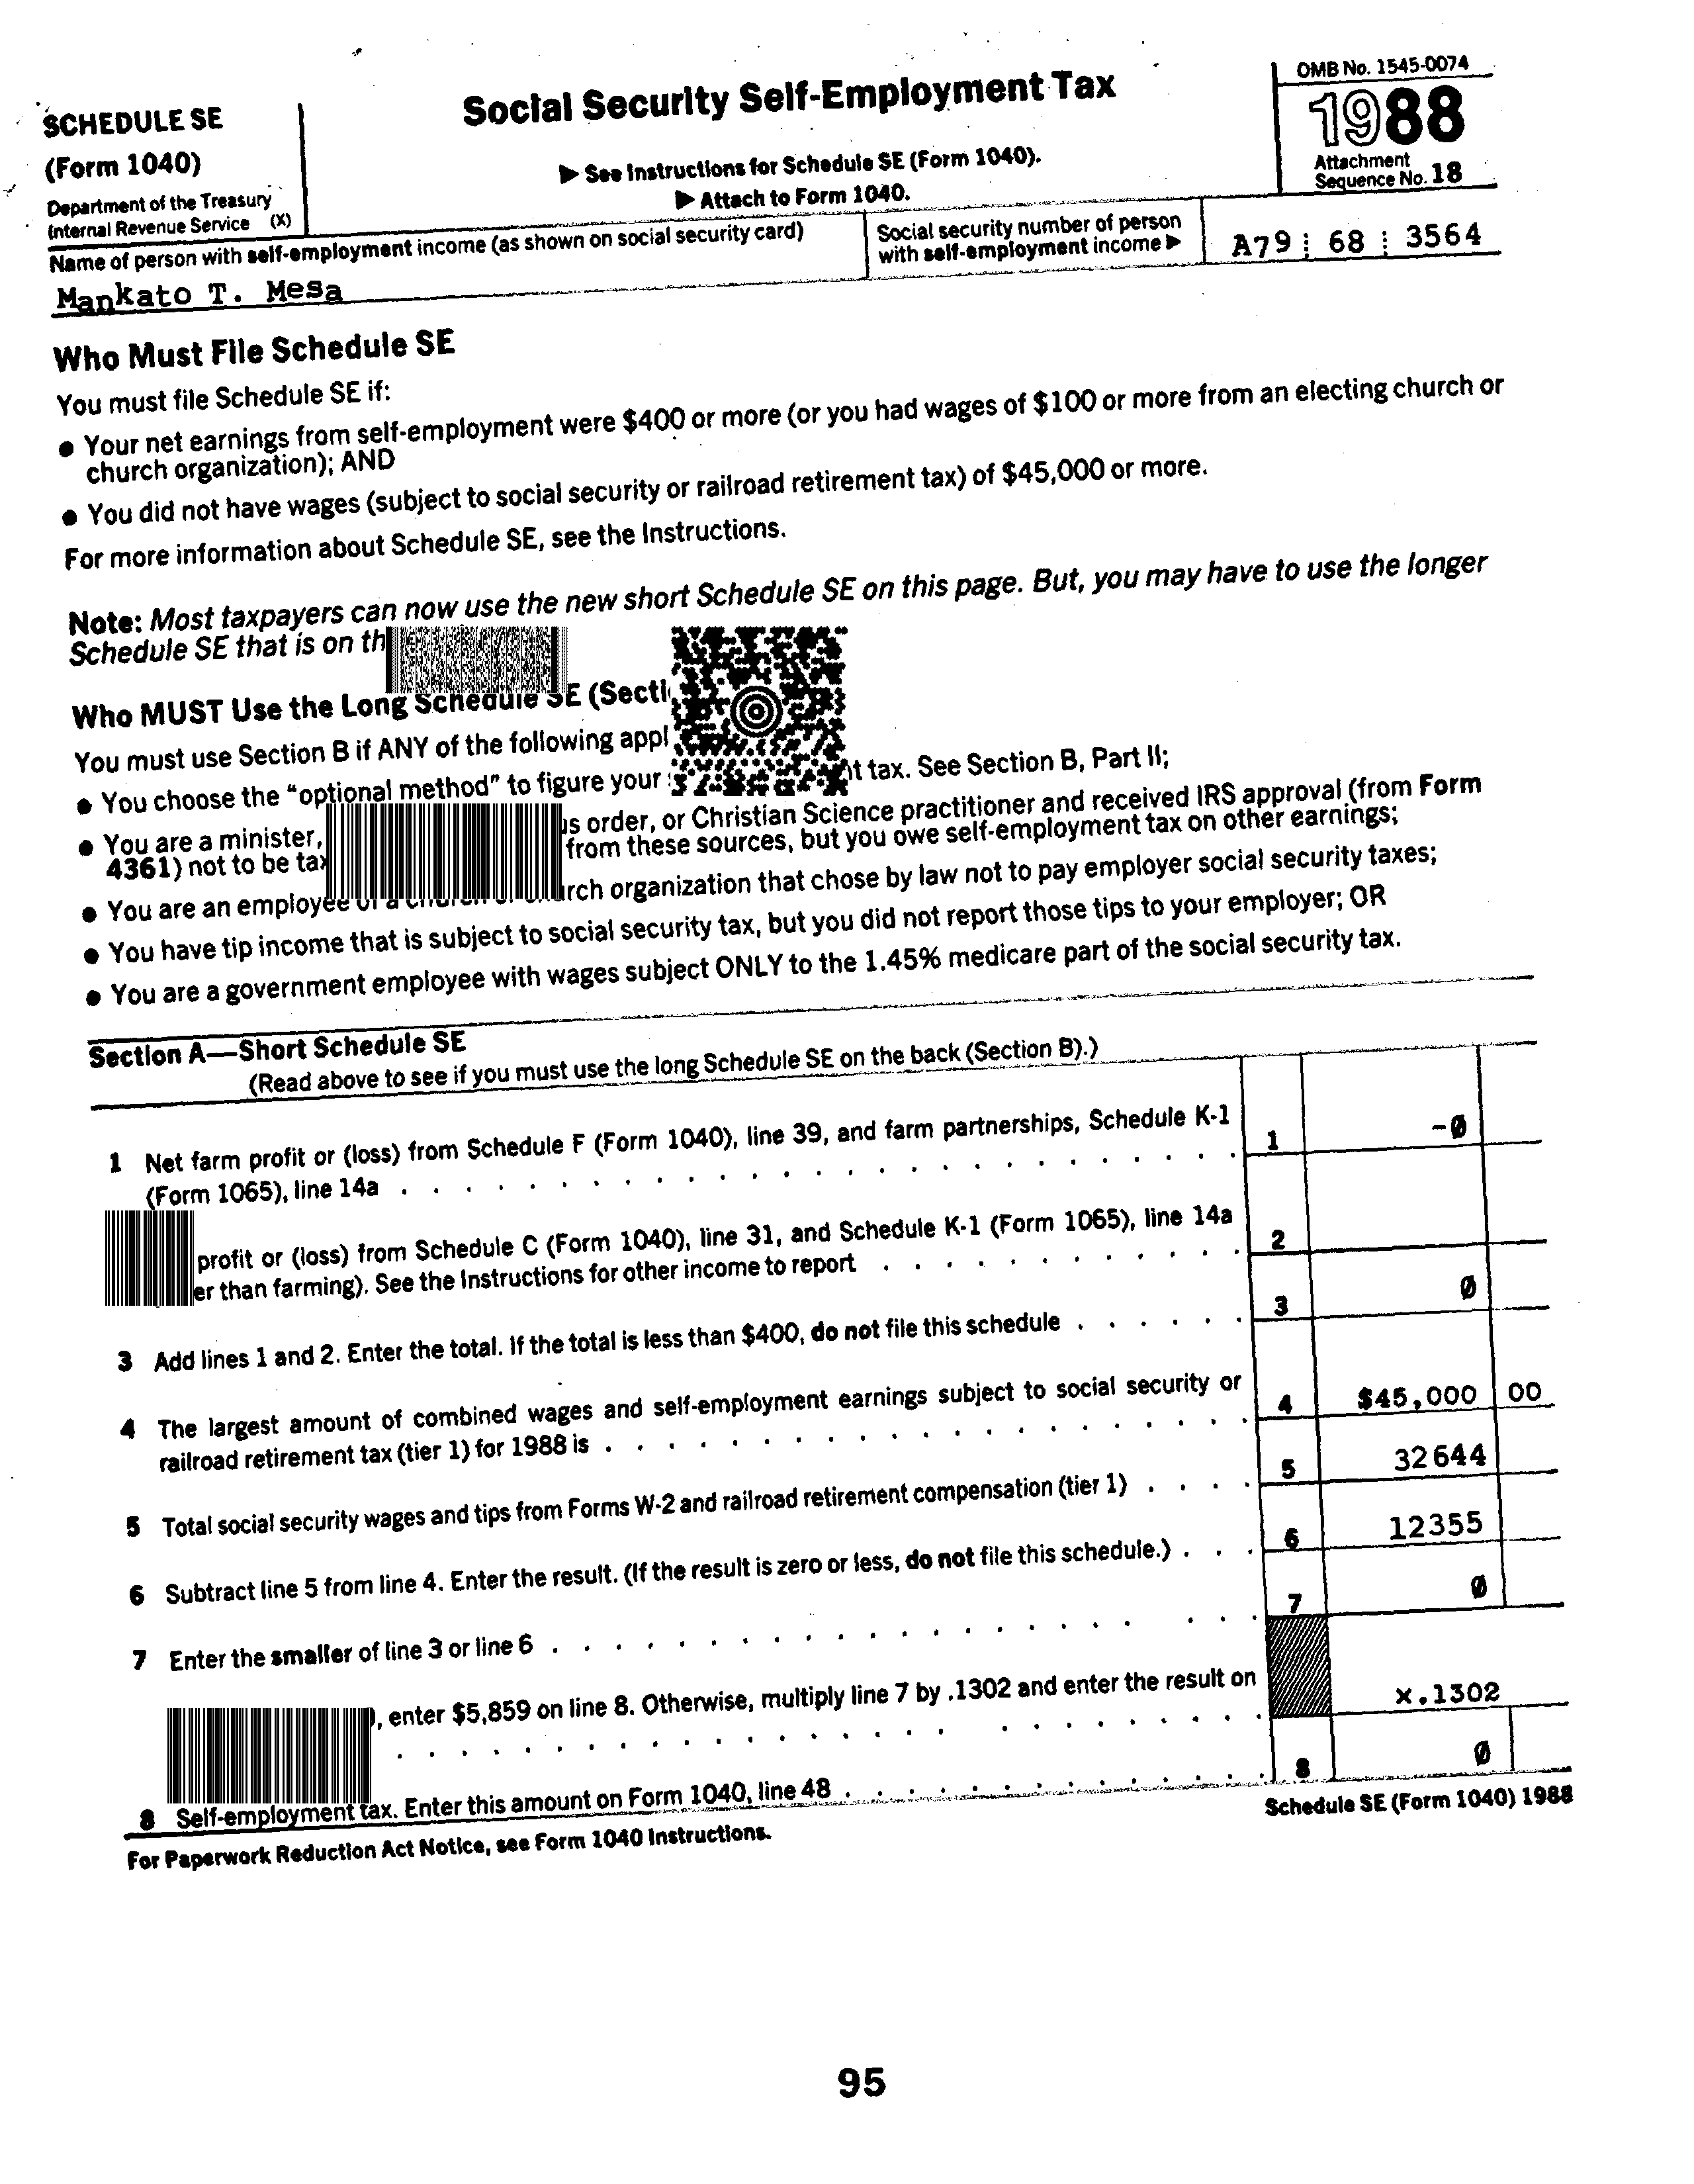 SCHEDULE SE
(Form 1040)
Department of the Treasury
Internal Revenue Service (X)
Social Security Self-Employment Tax
▶ See Instructions for Schedule SE (Form 1040).
▶ Attach to Form 1040.
OMB No. 1545-0074
1988
Attachment
Sequence No. 18
Name of person with self-employment income (as shown on social security card)
Mankato T. Mesa
Social security number of person
with self-employment income ▶
A79 68 3564
Who Must File Schedule SE
You must file Schedule SE if:
● Your net earnings from self-employment were $400 or more (or you had wages of $100 or more from an electing church or
church organization); AND
● You did not have wages (subject to social security or railroad retirement tax) of $45,000 or more.
For more information about Schedule SE, see the Instructions.
Note: Most taxpayers can now use the new short Schedule SE on this page. But, you may have to use the longer
Schedule SE that is on
Who MUST Use the Long Schedule SE
You must use Section B if ANY of the following
● You choose the "optional method" to figure your tax. See Section B, Part II;
● You are a minister, order, or Christian Science practitioner and received IRS approval (from Form
4361) not to be from these sources, but you owe self-employment tax on other earnings;
● You are an employee of a church or organization that chose by law not to pay employer social security taxes;
● You have tip income that is subject to social security tax, but you did not report those tips to your employer; OR
● You are a government employee with wages subject ONLY to the 1.45% medicare part of the social security tax.
Section A—Short Schedule SE
(Read above to see if you must use the long Schedule SE on the back (Section B).)
1 Net farm profit or (loss) from Schedule F (Form 1040), line 39, and farm partnerships, Schedule K-1
(Form 1065), line 14a
1 -0
profit or (loss) from Schedule C (Form 1040), line 31, and Schedule K-1 (Form 1065), line 14a
than farming). See the Instructions for other income to report
2
3 Add lines 1 and 2. Enter the total. If the total is less than $400, do not file this schedule
3 0
4 The largest amount of combined wages and self-employment earnings subject to social security or
railroad retirement tax (tier 1) for 1988 is
4 $45,000 00
5 Total social security wages and tips from Forms W-2 and railroad retirement compensation (tier 1)
5 32644
6 Subtract line 5 from line 4. Enter the result. (If the result is zero or less, do not file this schedule.)
6 12355
7 Enter the smaller of line 3 or line 6
7 0
, enter $5,859 on line 8. Otherwise, multiply line 7 by .1302 and enter the result on
x.1302
8 Self-employment tax. Enter this amount on Form 1040, line 48
8 0
For Paperwork Reduction Act Notice, see Form 1040 Instructions.
Schedule SE (Form 1040) 1988
95